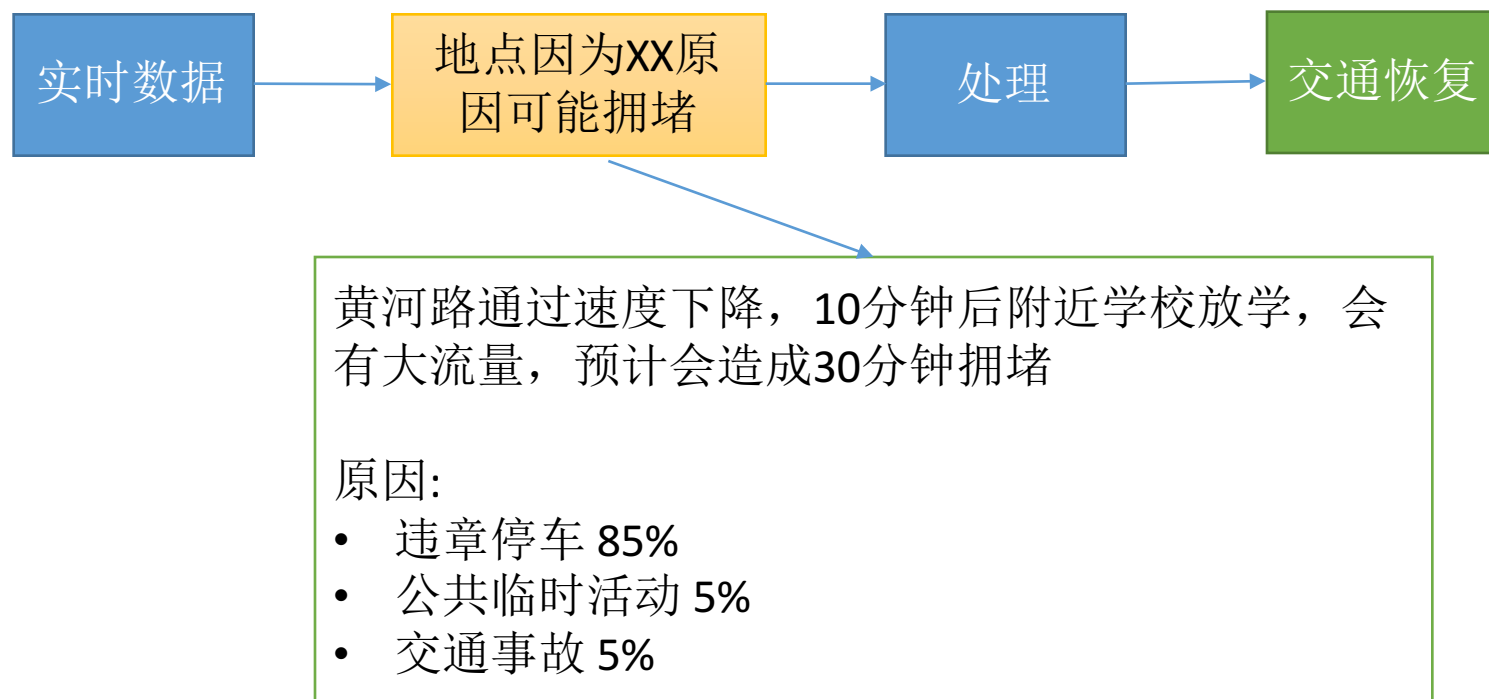 实时数据
地点因为XX原
因可能拥堵
处理
交通恢复
黄河路通过速度下降，10分钟后附近学校放学，会
有大流量，预计会造成30分钟拥堵
原因:
• 违章停车 85%
• 公共临时活动 5%
• 交通事故 5%